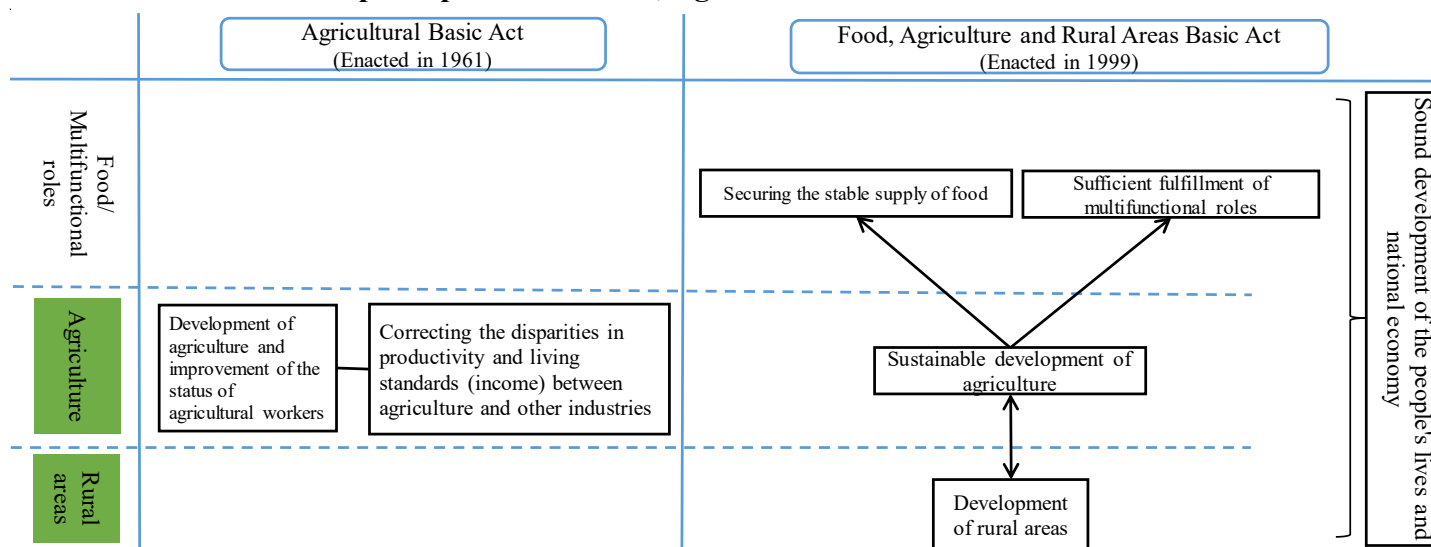 Agricultural Basic Act
(Enacted in 1961)
Food, Agriculture and Rural Areas Basic Act
(Enacted in 1999)
Food/
Multifunctional
roles
Securing the stable supply of food
Sufficient fulfillment of
multifunctional roles
Agriculture
Development of
agriculture and
improvement of the
status of
agricultural workers
Correcting the disparities in
productivity and living
standards (income) between
agriculture and other industries
Sustainable development of
agriculture
Rural
areas
Development
of rural areas
Sound development of the people's lives and
national economy